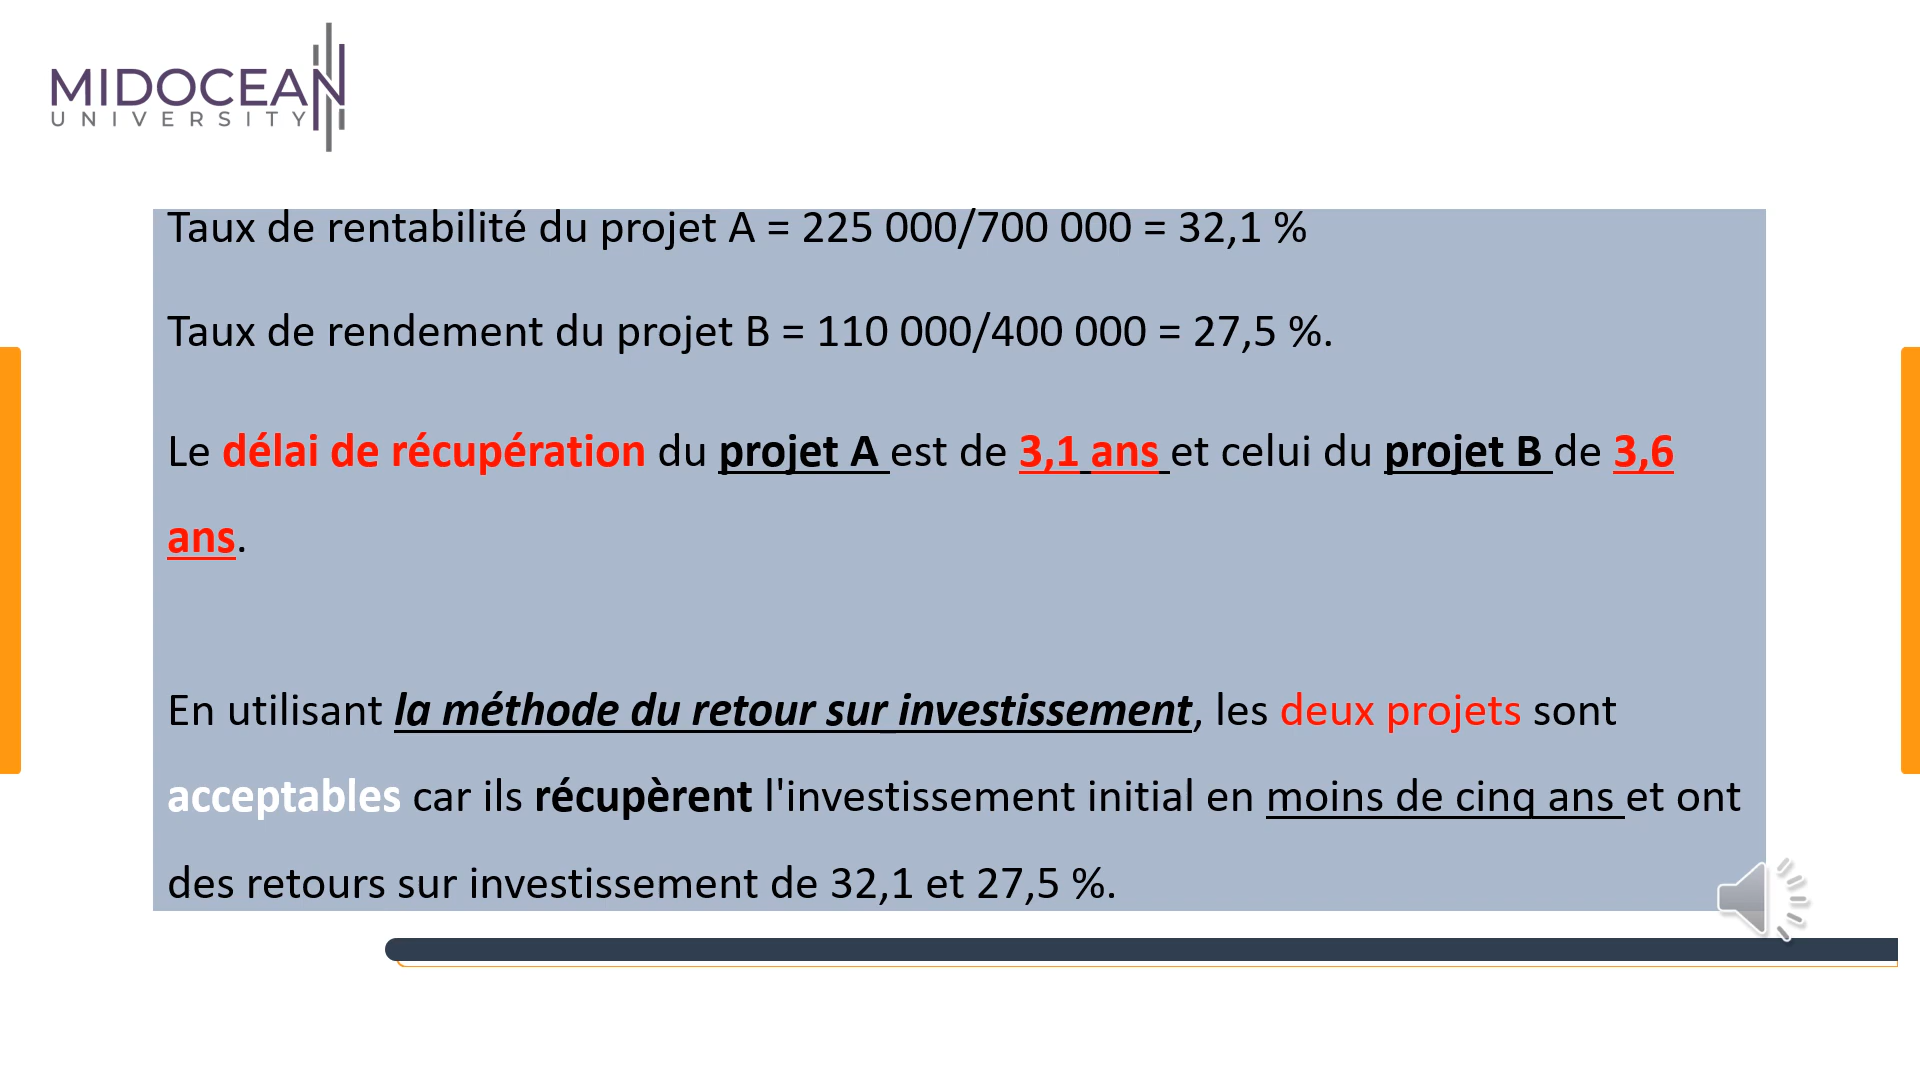 MIDOCEAN
UNIVERSITY
Taux de rentabilité du projet A = 225 000/700 000 = 32,1 %
Taux de rendement du projet B = 110 000/400 000 = 27,5 %.
Le délai de récupération du projet A est de 3,1 ans et celui du projet B de 3,6
ans.
En utilisant la méthode du retour sur investissement, les deux projets sont
acceptables car ils récupèrent l'investissement initial en moins de cinq ans et ont
des retours sur investissement de 32,1 et 27,5 %.